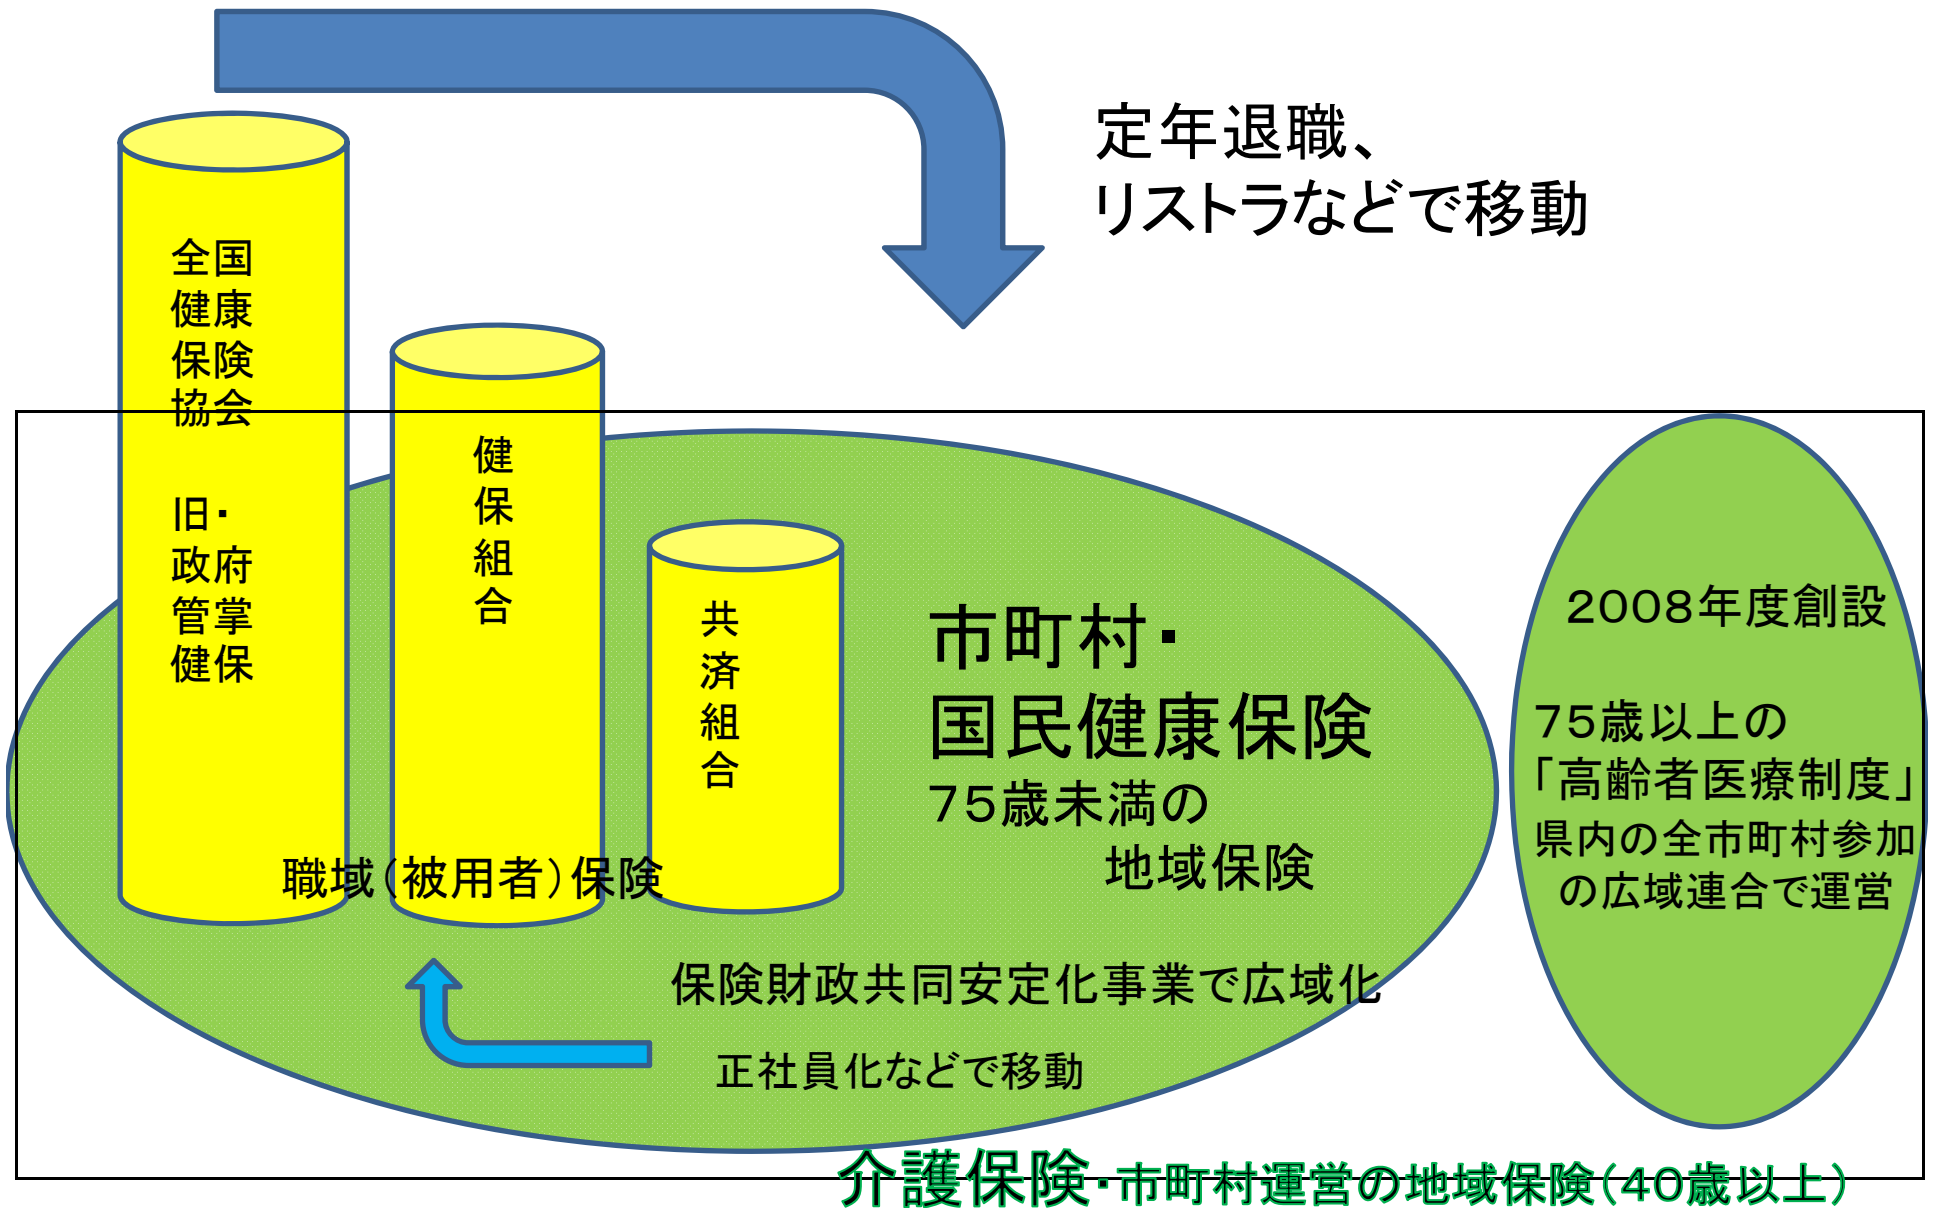 定年退職、
リストラなどで移動
全国
健康
保険
協会
旧・
政府
管掌
健保
健
保
組
合
共
済
組
合
職域(被用者)保険
市町村・
国民健康保険
75歳未満の
地域保険
保険財政共同安定化事業で広域化
正社員化などで移動
2008年度創設
75歳以上の
「高齢者医療制度」
県内の全市町村参加
の広域連合で運営
介護保険・市町村運営の地域保険(40歳以上)